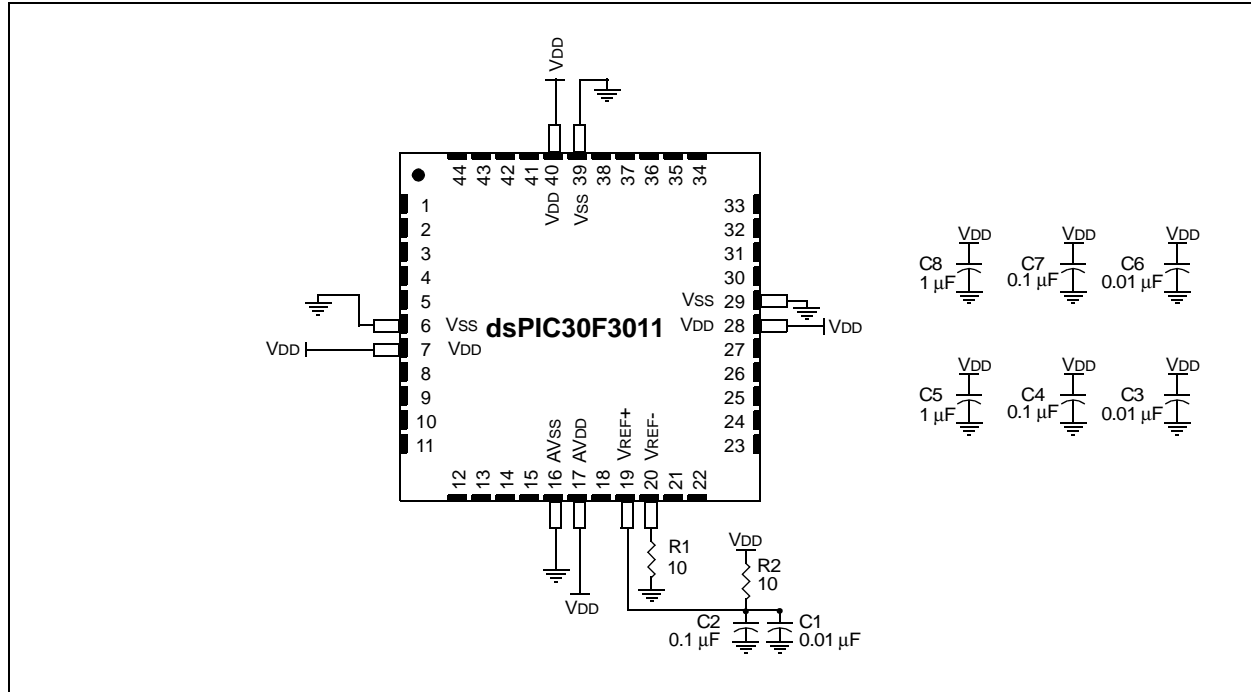 VDD
44 43 42 41 40 39 38 37 36 35 34
VDD VSS
1
2
3
4
5
6 VSS
7 VDD
8
9
10
11
VDD
dsPIC30F3011
33
32
31
30
VSS 29
VDD 28
VDD
27
26
25
24
23
AVSS AVDD VREF+ VREF-
12 13 14 15 16 17 18 19 20 21 22
VDD
R1
10
VDD
R2
10
C2
0.1 µF
C1
0.01 µF
VDD
C8
1 µF
VDD
C7
0.1 µF
VDD
C6
0.01 µF
VDD
C5
1 µF
VDD
C4
0.1 µF
VDD
C3
0.01 µF